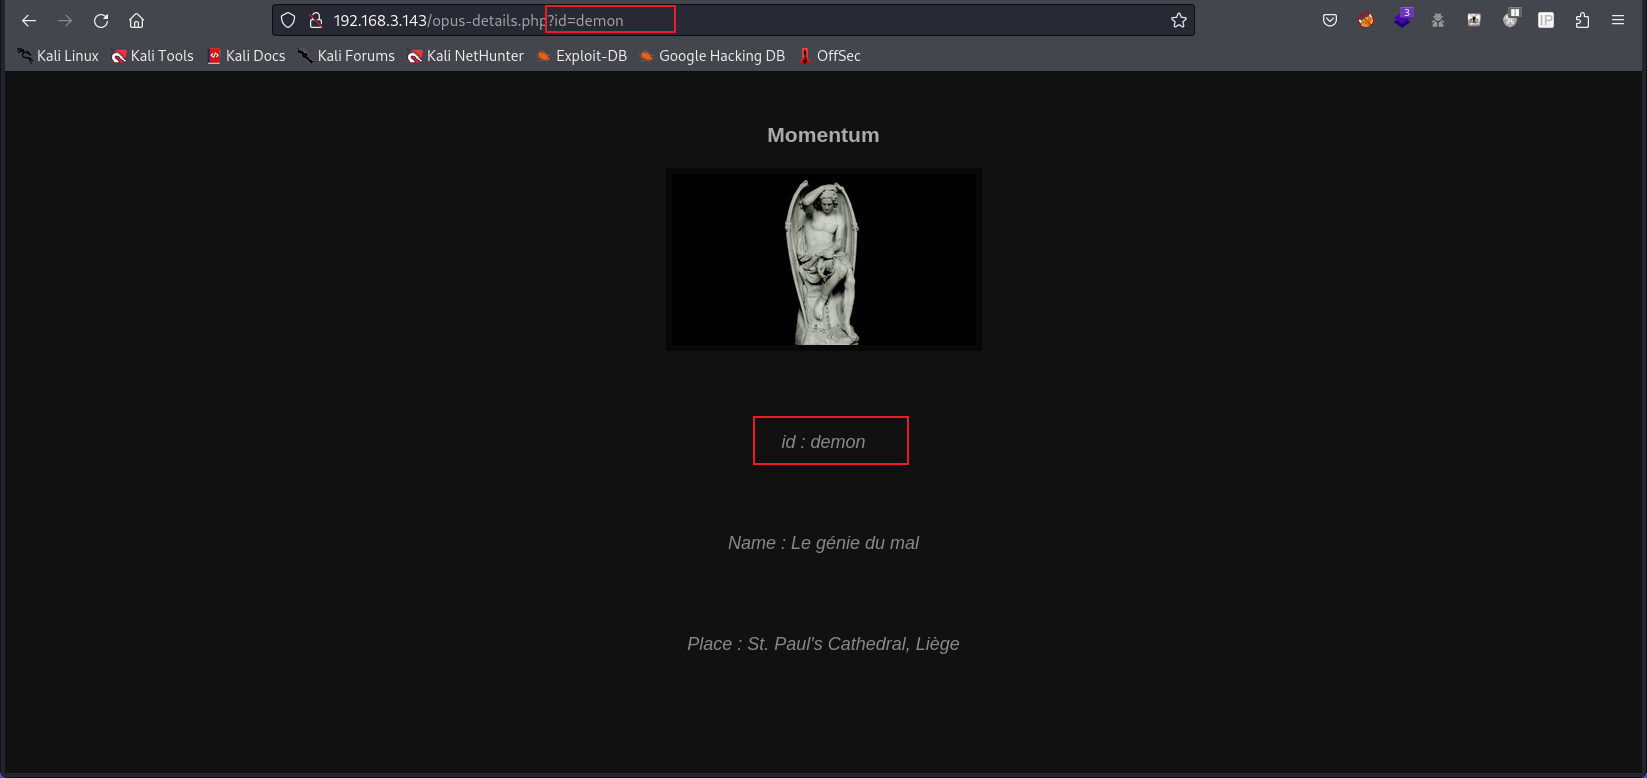 192.168.3.143/opus-details.php?id=demon
3
IP
Kali Linux Kali Tools Kali Docs Kali Forums Kali NetHunter Exploit-DB Google Hacking DB OffSec
Momentum
id : demon
Name : Le génie du mal
Place : St. Paul's Cathedral, Liège